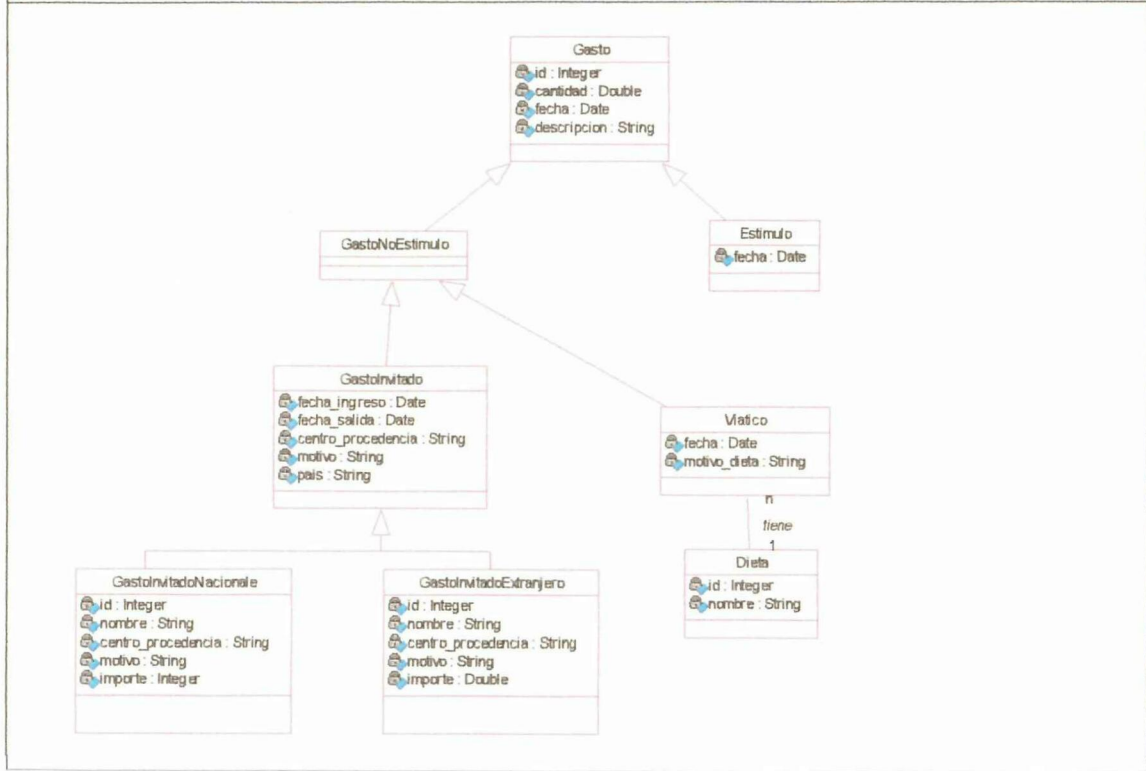 Gasto
id : Integer
cantidad : Double
fecha : Date
descripcion : String
GastoNoEstimulo
Estimulo
fecha : Date
GastoInvitado
fecha_ingreso : Date
fecha_salida : Date
centro_procedencia : String
motivo : String
pais : String
Viatico
fecha : Date
motivo_dieta : String
n
tiene
1
Dieta
id : Integer
nombre : String
GastoInvitadoNacionale
id : Integer
nombre : String
centro_procedencia : String
motivo : String
importe : Integer
GastoInvitadoExtranjero
id : Integer
nombre : String
centro_procedencia : String
motivo : String
importe : Double